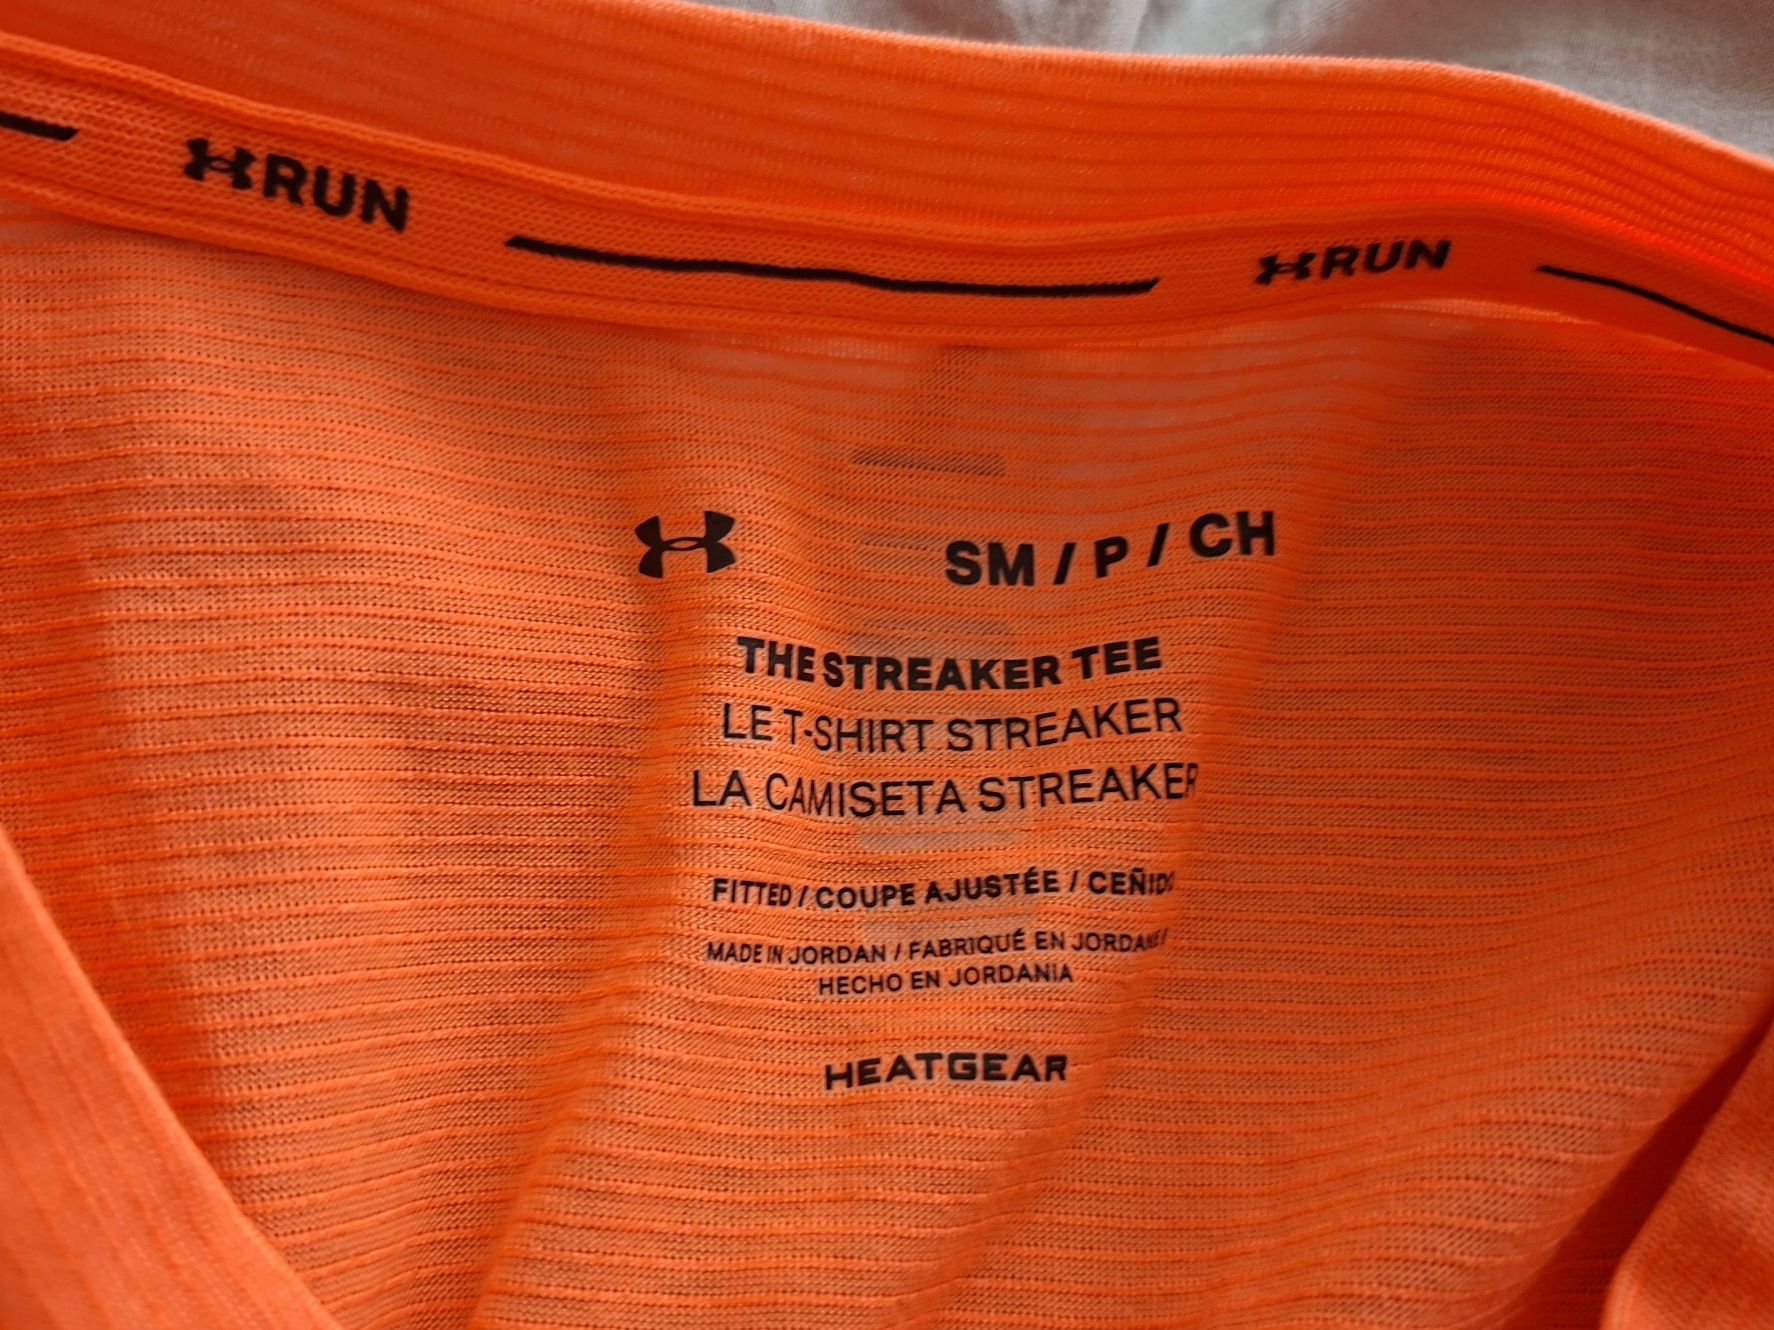 RUN
RUN
SM / P / CH
THE STREAKER TEE
LE T-SHIRT STREAKER
LA CAMISETA STREAKER
FITTED / COUPE AJUSTÉE / CEÑIDO
MADE IN JORDAN / FABRIQUÉ EN JORDANIE /
HECHO EN JORDANIA
HEATGEAR